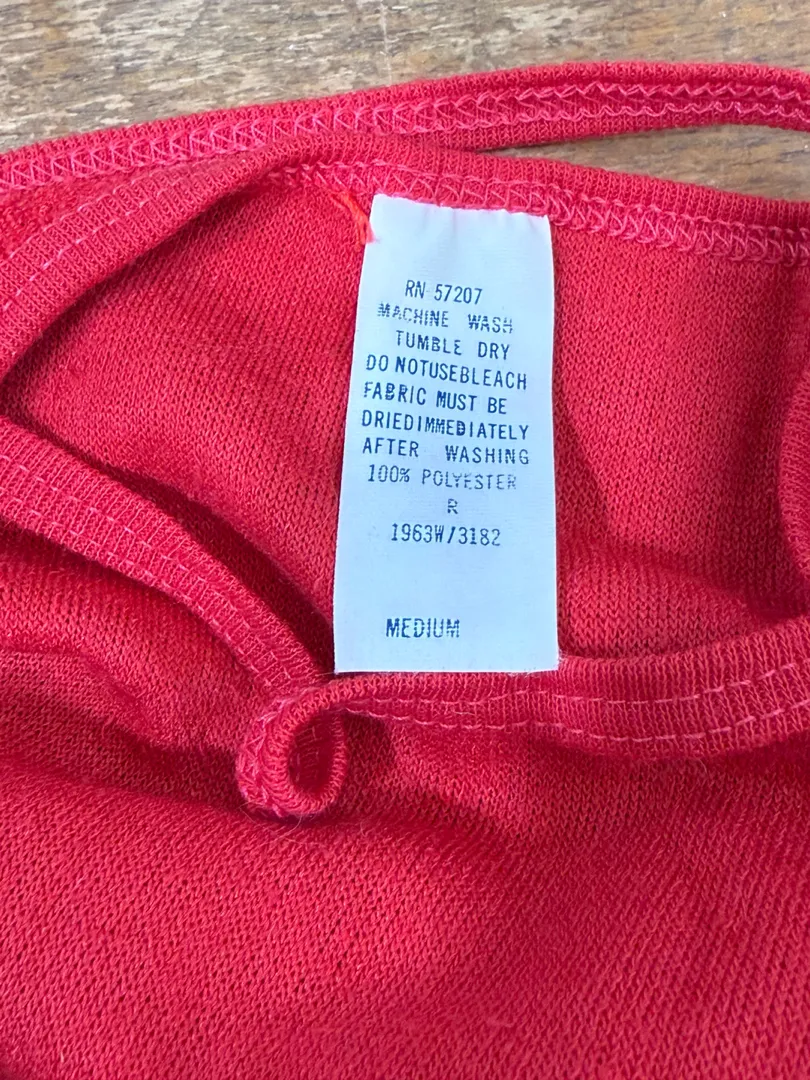 RN 57207
MACHINE WASH
TUMBLE DRY
DO NOTUSEBLEACH
FABRIC MUST BE
DRIEDIMMEDIATELY
AFTER WASHING
100% POLYESTER
R
1963W/3182
MEDIUM